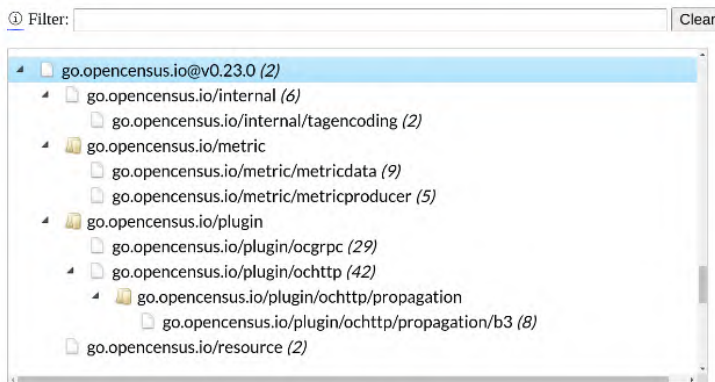 ⓘ Filter: Clear
go.opencensus.io@v0.23.0 (2)
go.opencensus.io/internal (6)
go.opencensus.io/internal/tagencoding (2)
go.opencensus.io/metric
go.opencensus.io/metric/metricdata (9)
go.opencensus.io/metric/metricproducer (5)
go.opencensus.io/plugin
go.opencensus.io/plugin/ocgrpc (29)
go.opencensus.io/plugin/ochttp (42)
go.opencensus.io/plugin/ochttp/propagation
go.opencensus.io/plugin/ochttp/propagation/b3 (8)
go.opencensus.io/resource (2)